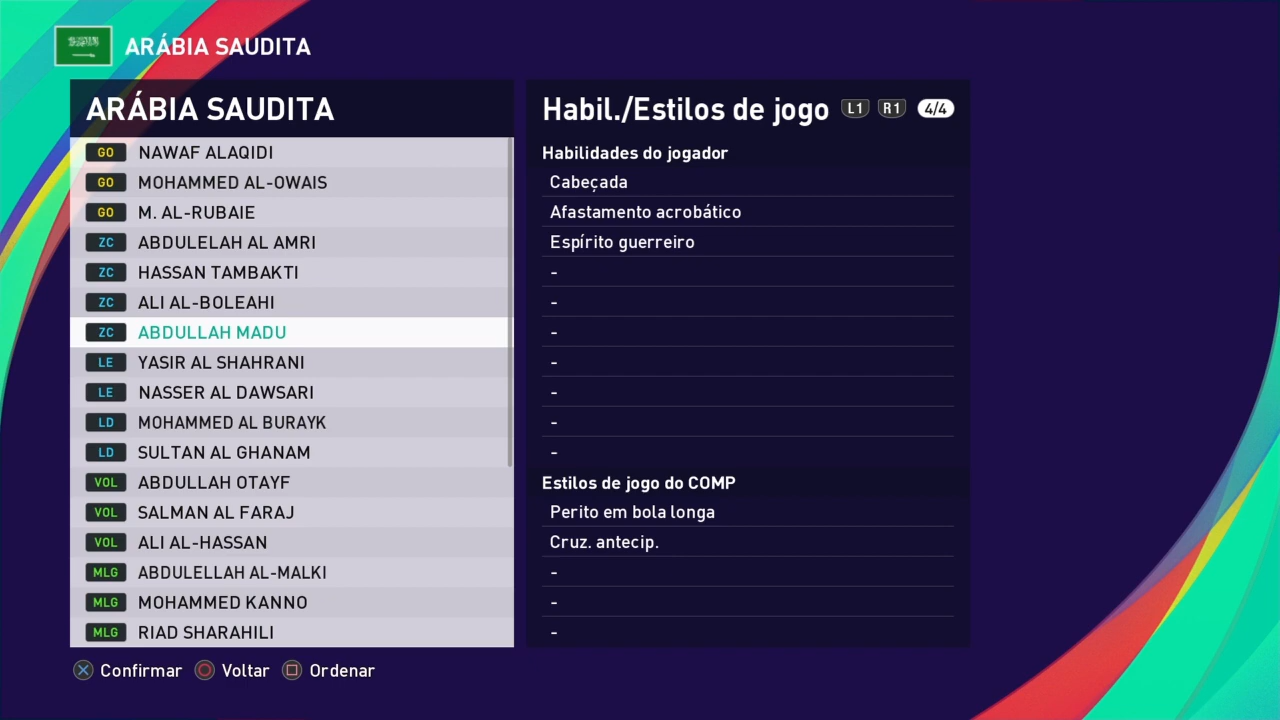 ARÁBIA SAUDITA
ARÁBIA SAUDITA
GO NAWAF ALAQIDI
GO MOHAMMED AL-OWAIS
GO M. AL-RUBAIE
ZC ABDULELAH AL AMRI
ZC HASSAN TAMBAKTI
ZC ALI AL-BOLEAHI
ZC ABDULLAH MADU
LE YASIR AL SHAHRANI
LE NASSER AL DAWSARI
LD MOHAMMED AL BURAYK
LD SULTAN AL GHANAM
VOL ABDULLAH OTAYF
VOL SALMAN AL FARAJ
VOL ALI AL-HASSAN
MLG ABDULELLAH AL-MALKI
MLG MOHAMMED KANNO
MLG RIAD SHARAHILI
Habil./Estilos de jogo L1 R1 4/4
Habilidades do jogador
Cabeçada
Afastamento acrobático
Espírito guerreiro
-
-
-
-
-
-
-
Estilos de jogo do COMP
Perito em bola longa
Cruz. antecip.
-
-
-
Confirmar Voltar Ordenar